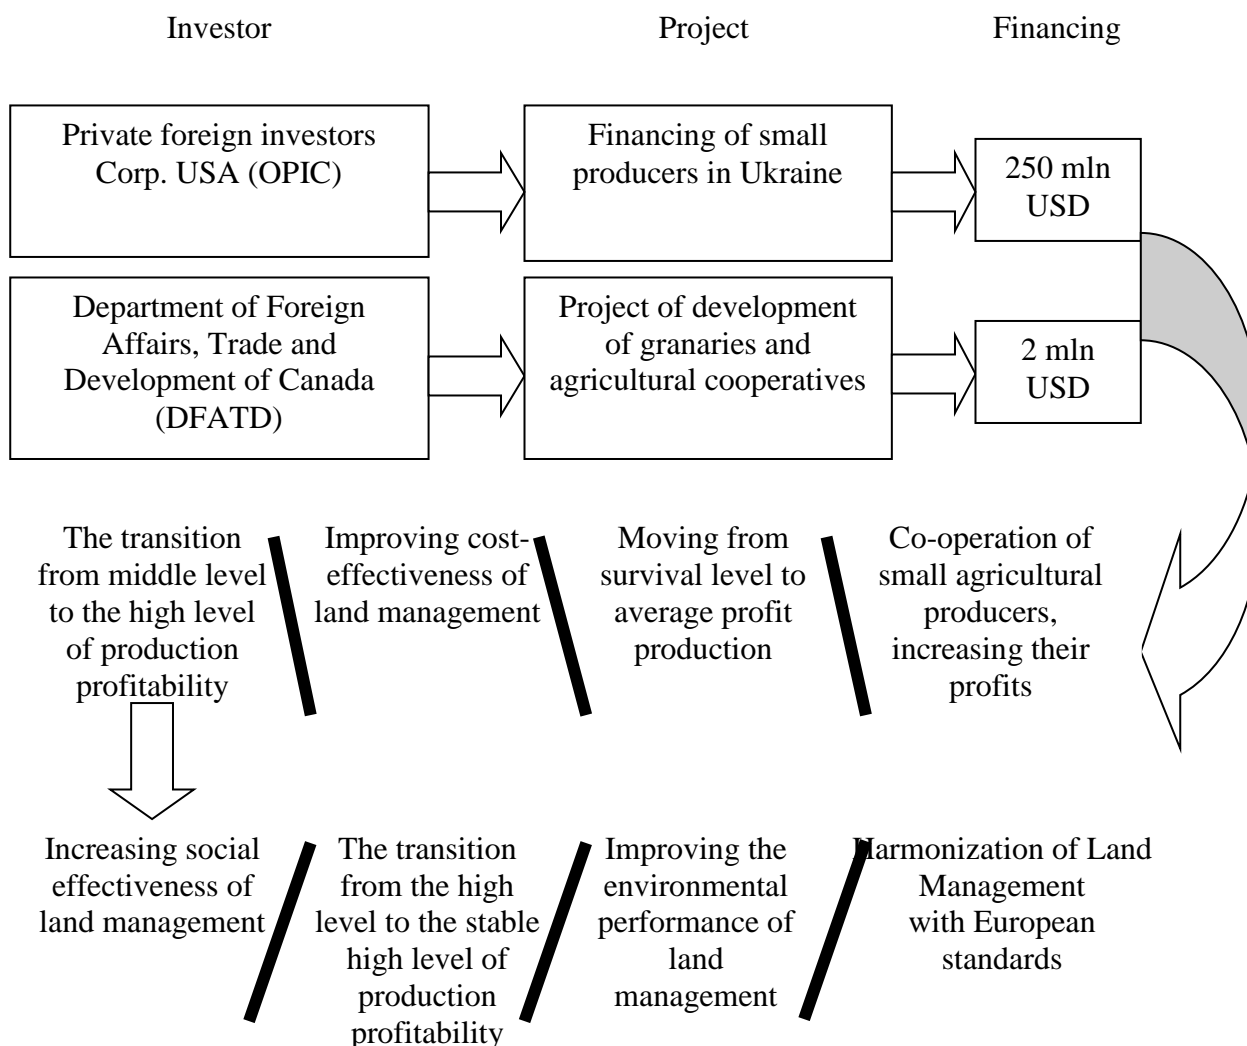 Investor
Project
Financing
Private foreign investors
Corp. USA (OPIC)
Financing of small
producers in Ukraine
250 mln
USD
Department of Foreign
Affairs, Trade and
Development of Canada
(DFATD)
Project of development
of granaries and
agricultural cooperatives
2 mln
USD
The transition
from middle level
to the high level
of production
profitability
Improving cost-
effectiveness of
land management
Moving from
survival level to
average profit
production
Co-operation of
small agricultural
producers,
increasing their
profits
Increasing social
effectiveness of
land management
The transition
from the high
level to the stable
high level of
production
profitability
Improving the
environmental
performance of
land
management
Harmonization of Land
Management
with European
standards